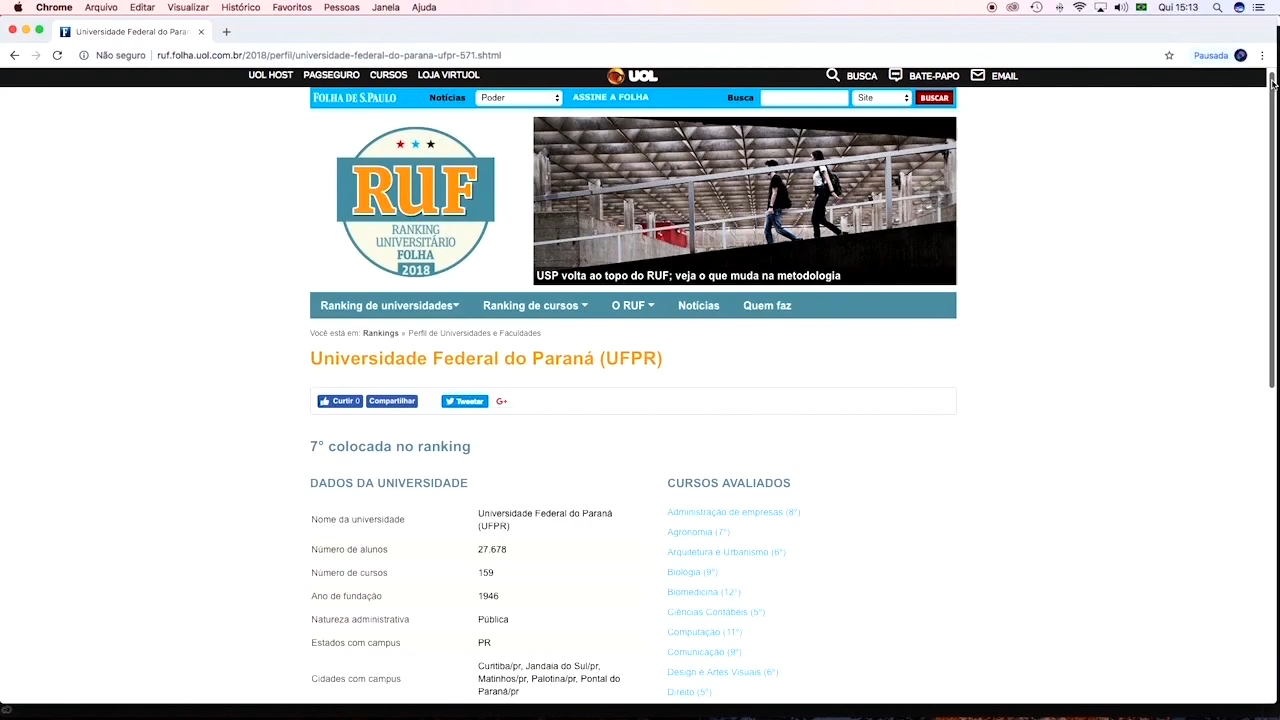 Chrome Arquivo Editar Visualizar Histórico Favoritos Pessoas Janela Ajuda Qui 15:13
Universidade Federal do Paran
Não seguro ruf.folha.uol.com.br/2018/perfil/universidade-federal-do-parana-ufpr-571.shtml Pausada
UOL HOST PAGSEGURO CURSOS LOJA VIRTUOL UOL BUSCA BATE-PAPO EMAIL
FOLHA DE S.PAULO Notícias Poder ASSINE A FOLHA Busca Site BUSCAR
RUF
RANKING
UNIVERSITÁRIO
FOLHA
2018
USP volta ao topo do RUF; veja o que muda na metodologia
Ranking de universidades Ranking de cursos O RUF Notícias Quem faz
Você está em: Rankings » Perfil de Universidades e Faculdades
Universidade Federal do Paraná (UFPR)
Curtir 0 Compartilhar Tweetar G+
7° colocada no ranking
DADOS DA UNIVERSIDADE
Nome da universidade Universidade Federal do Paraná
(UFPR)
Número de alunos 27.678
Número de cursos 159
Ano de fundação 1946
Natureza administrativa Pública
Estados com campus PR
Cidades com campus Curitiba/pr, Jandaia do Sul/pr,
Matinhos/pr, Palotina/pr, Pontal do
Paraná/pr
CURSOS AVALIADOS
Administração de empresas (8°)
Agronomia (7°)
Arquitetura e Urbanismo (6°)
Biologia (9°)
Biomedicina (12°)
Ciências Contábeis (5°)
Computação (11°)
Comunicação (9°)
Design e Artes Visuais (6°)
Direito (5°)